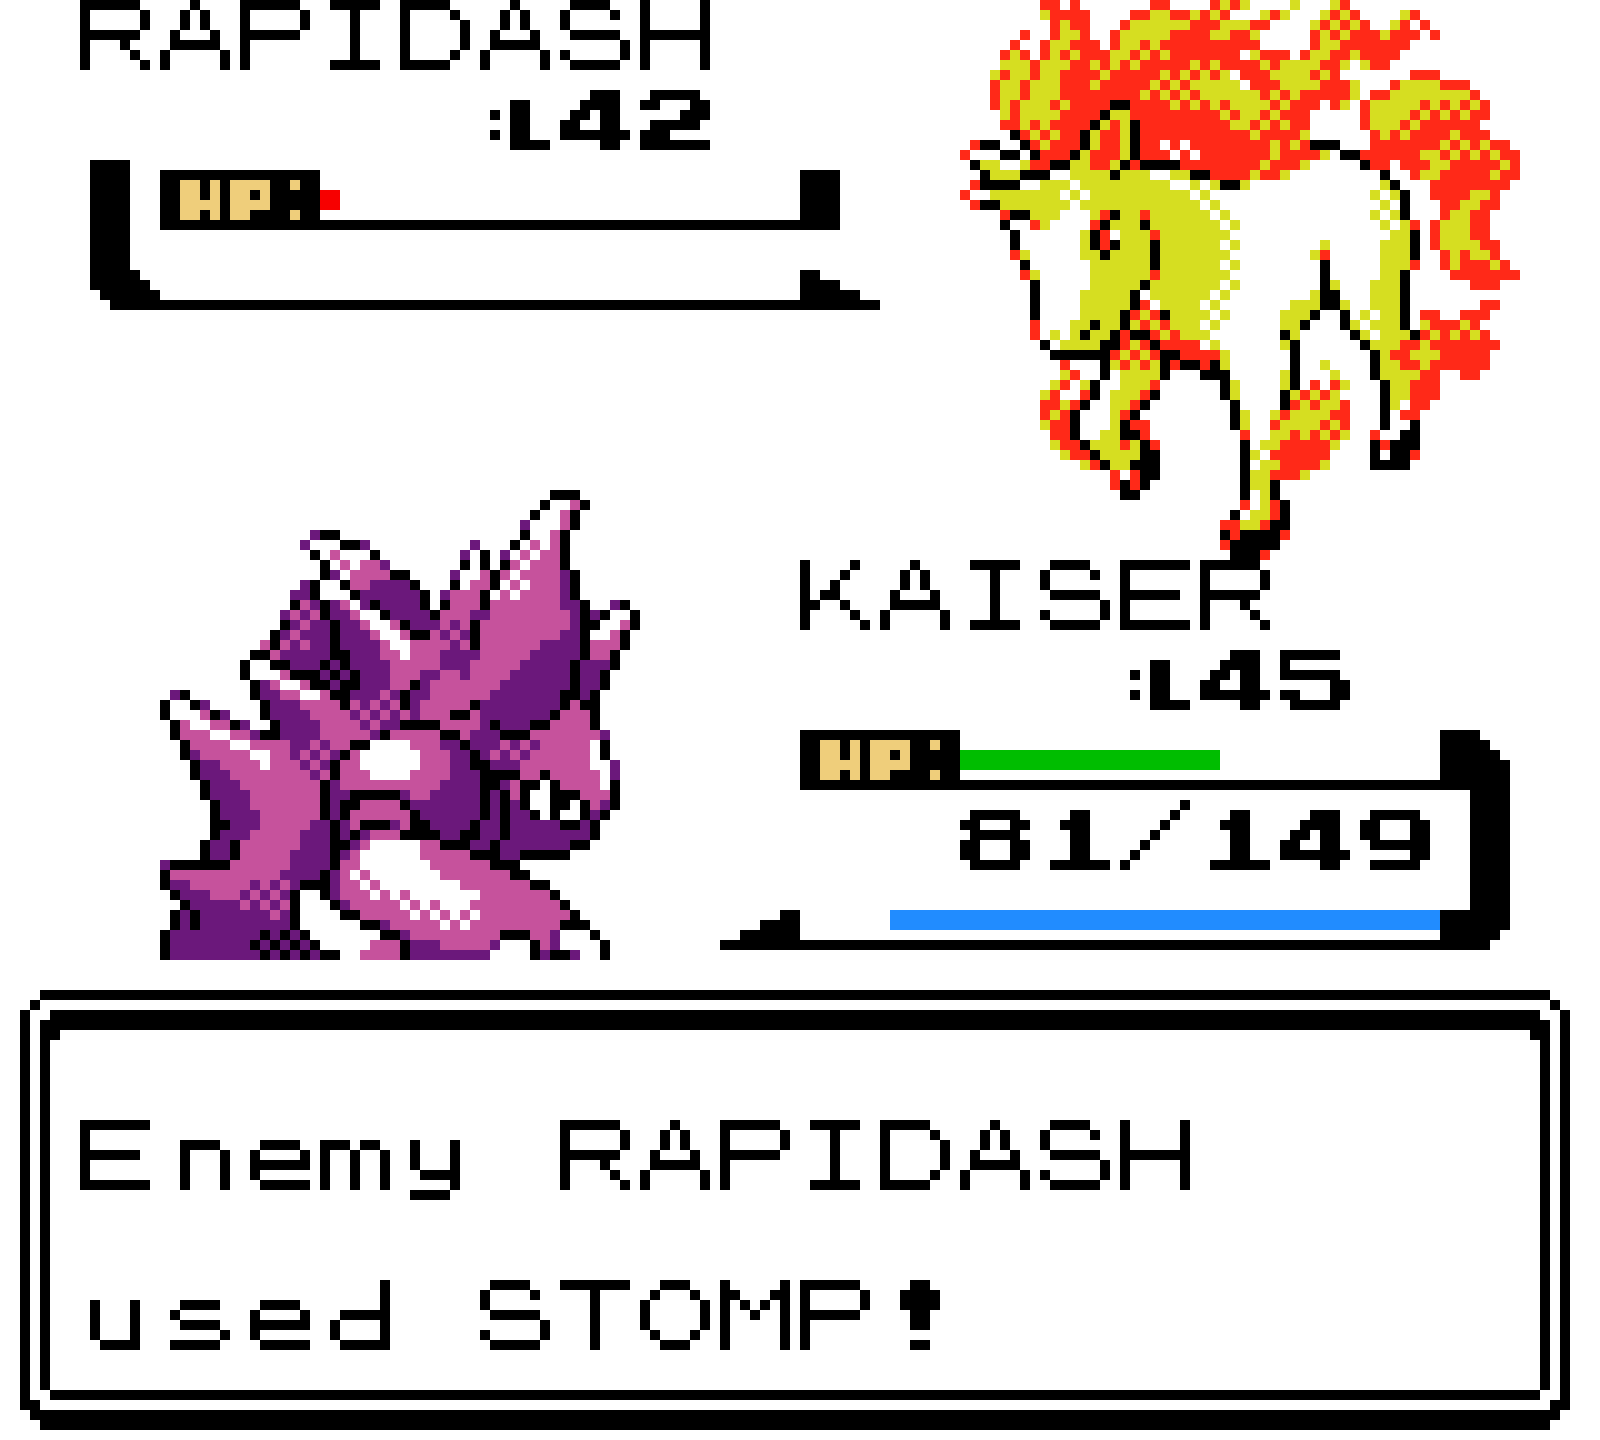 RAPIDASH
:L42
HP:
KAISER
:L45
HP:
81/149
Enemy RAPIDASH
used STOMP!